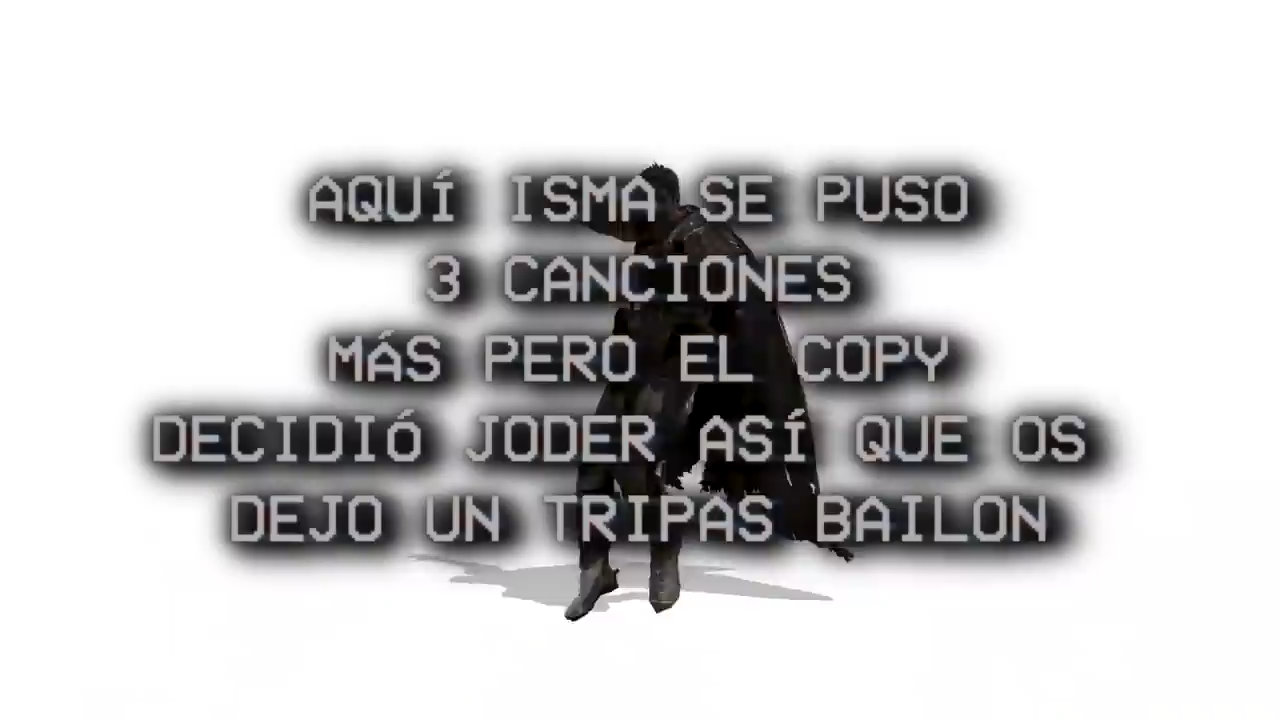 AQUí ISMA SE PUSO
3 CANCIONES
MÁS PERO EL COPY
DECIDIó JODER ASÍ QUE OS
DEJO UN TRIPAS BAILON